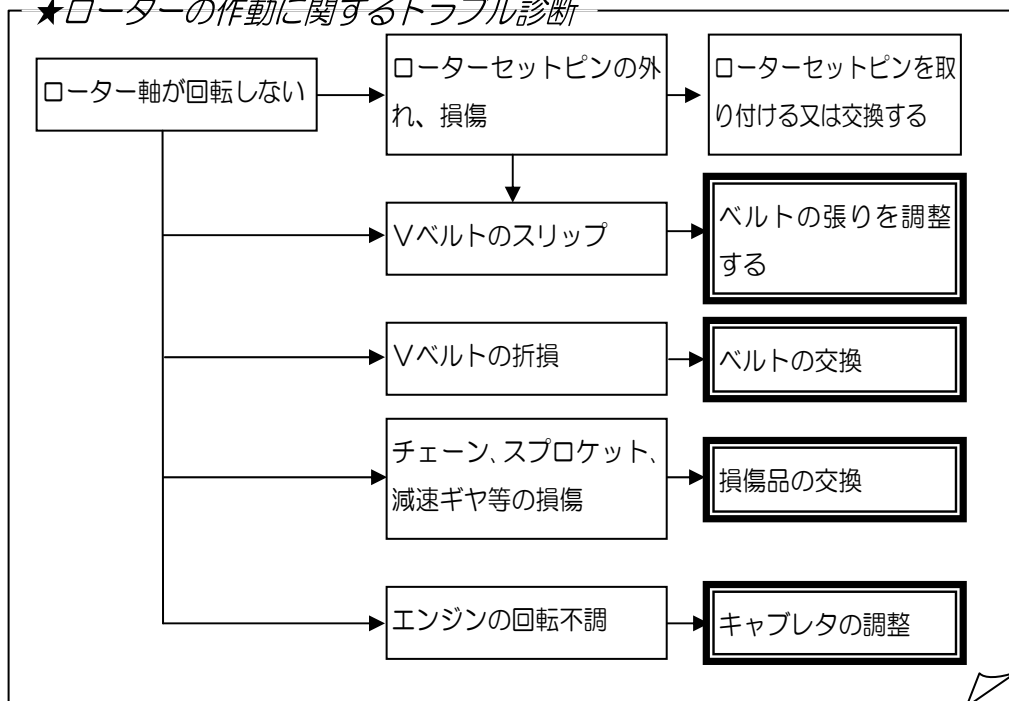 ★ローターの作動に関するトラブル診断
ローター軸が回転しない
ローターセットピンの外
れ、損傷
ローターセットピンを取
り付ける又は交換する
Vベルトのスリップ
ベルトの張りを調整
する
Vベルトの折損
ベルトの交換
チェーン、スプロケット、
減速ギヤ等の損傷
損傷品の交換
エンジンの回転不調
キャブレタの調整